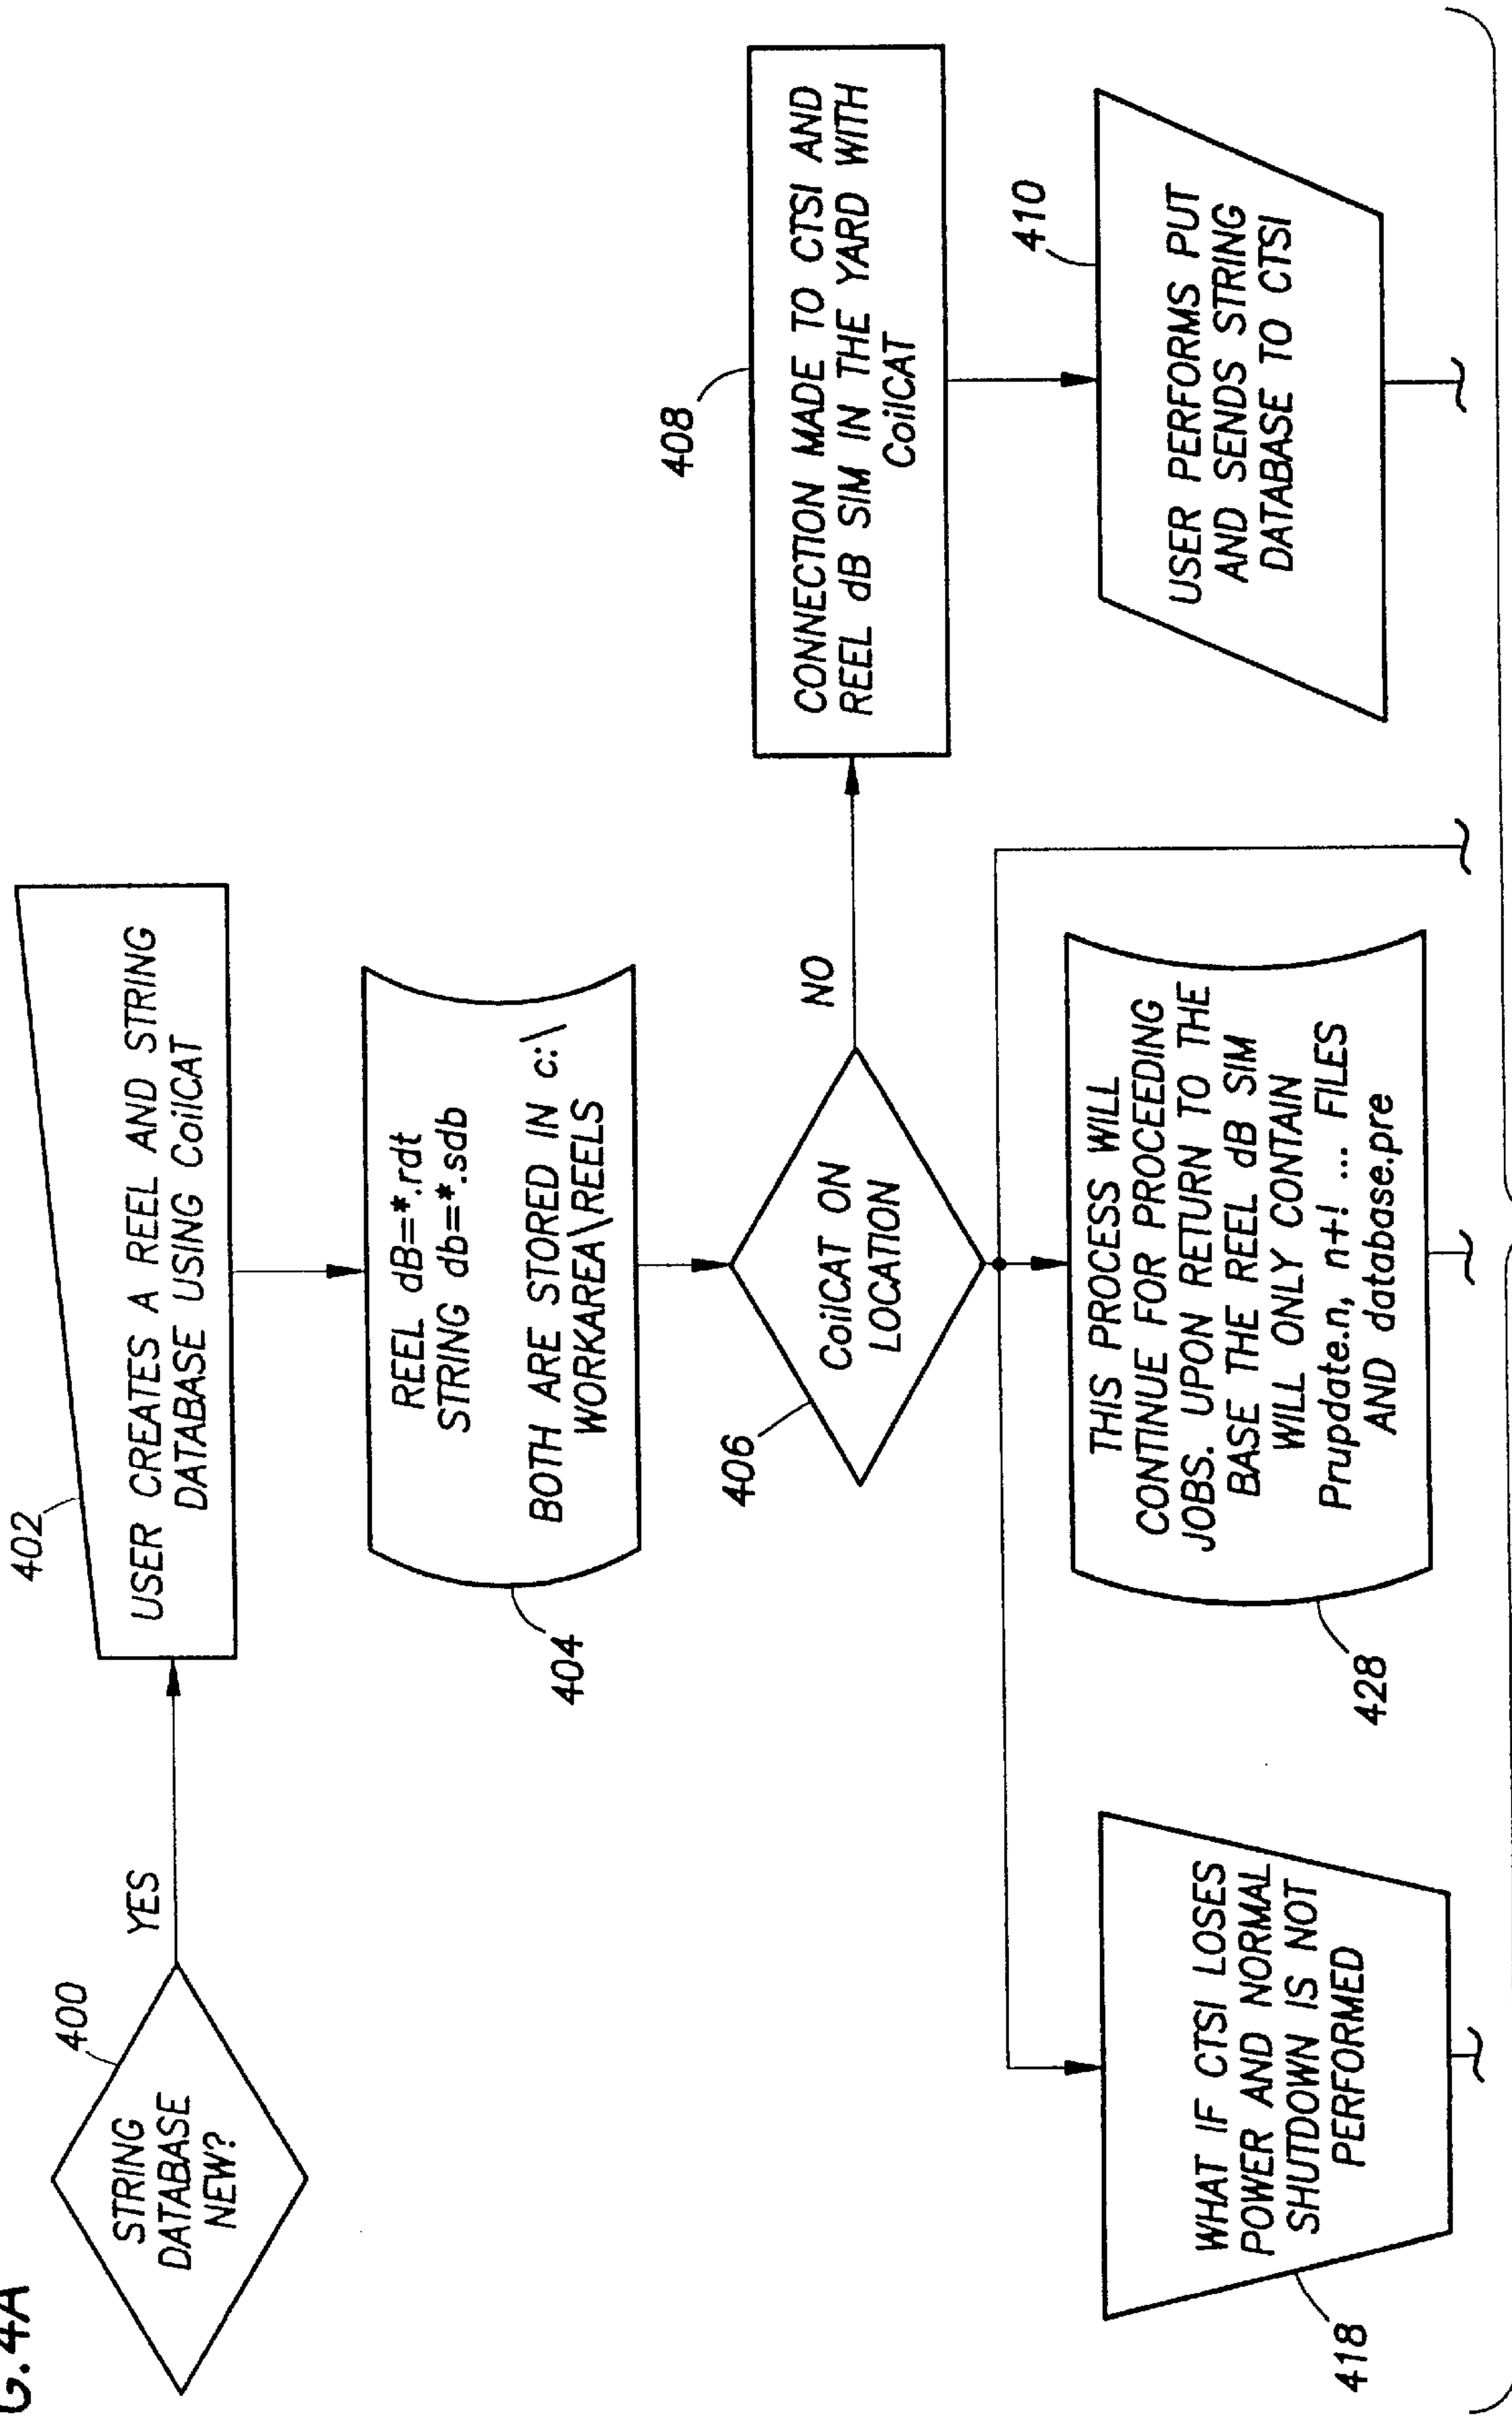 G.4A
400
STRING
DATABASE
NEW?
YES
402
USER CREATES A REEL AND STRING
DATABASE USING CoilCAT
404
REEL dB=*.rdt
STRING db=*.sdb
BOTH ARE STORED IN c:\
WORKAREA\REELS
406
CoilCAT ON
LOCATION
NO
408
CONNECTION MADE TO CTSI AND
REEL dB SIM IN THE YARD WITH
CoilCAT
410
USER PERFORMS PUT
AND SENDS STRING
DATABASE TO CTSI
418
WHAT IF CTSI LOSES
POWER AND NORMAL
SHUTDOWN IS NOT
PERFORMED
428
THIS PROCESS WILL
CONTINUE FOR PROCEEDING
JOBS. UPON RETURN TO THE
BASE THE REEL dB SIM
WILL ONLY CONTAIN
Prupdate.n, n+! ... FILES
AND database.pre